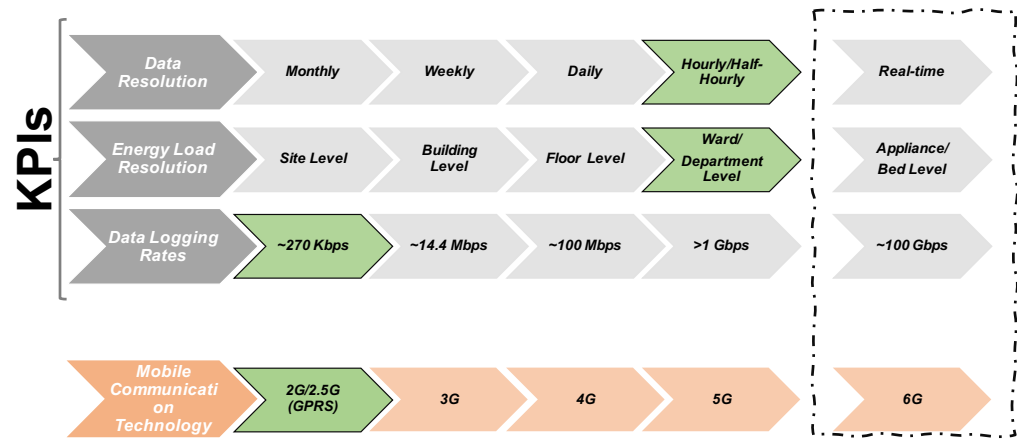 KPIs
Data
Resolution
Monthly
Weekly
Daily
Hourly/Half-
Hourly
Real-time
Energy Load
Resolution
Site Level
Building
Level
Floor Level
Ward/
Department
Level
Appliance/
Bed Level
Data Logging
Rates
~270 Kbps
~14.4 Mbps
~100 Mbps
>1 Gbps
~100 Gbps
Mobile
Communicati
on
Technology
2G/2.5G
(GPRS)
3G
4G
5G
6G